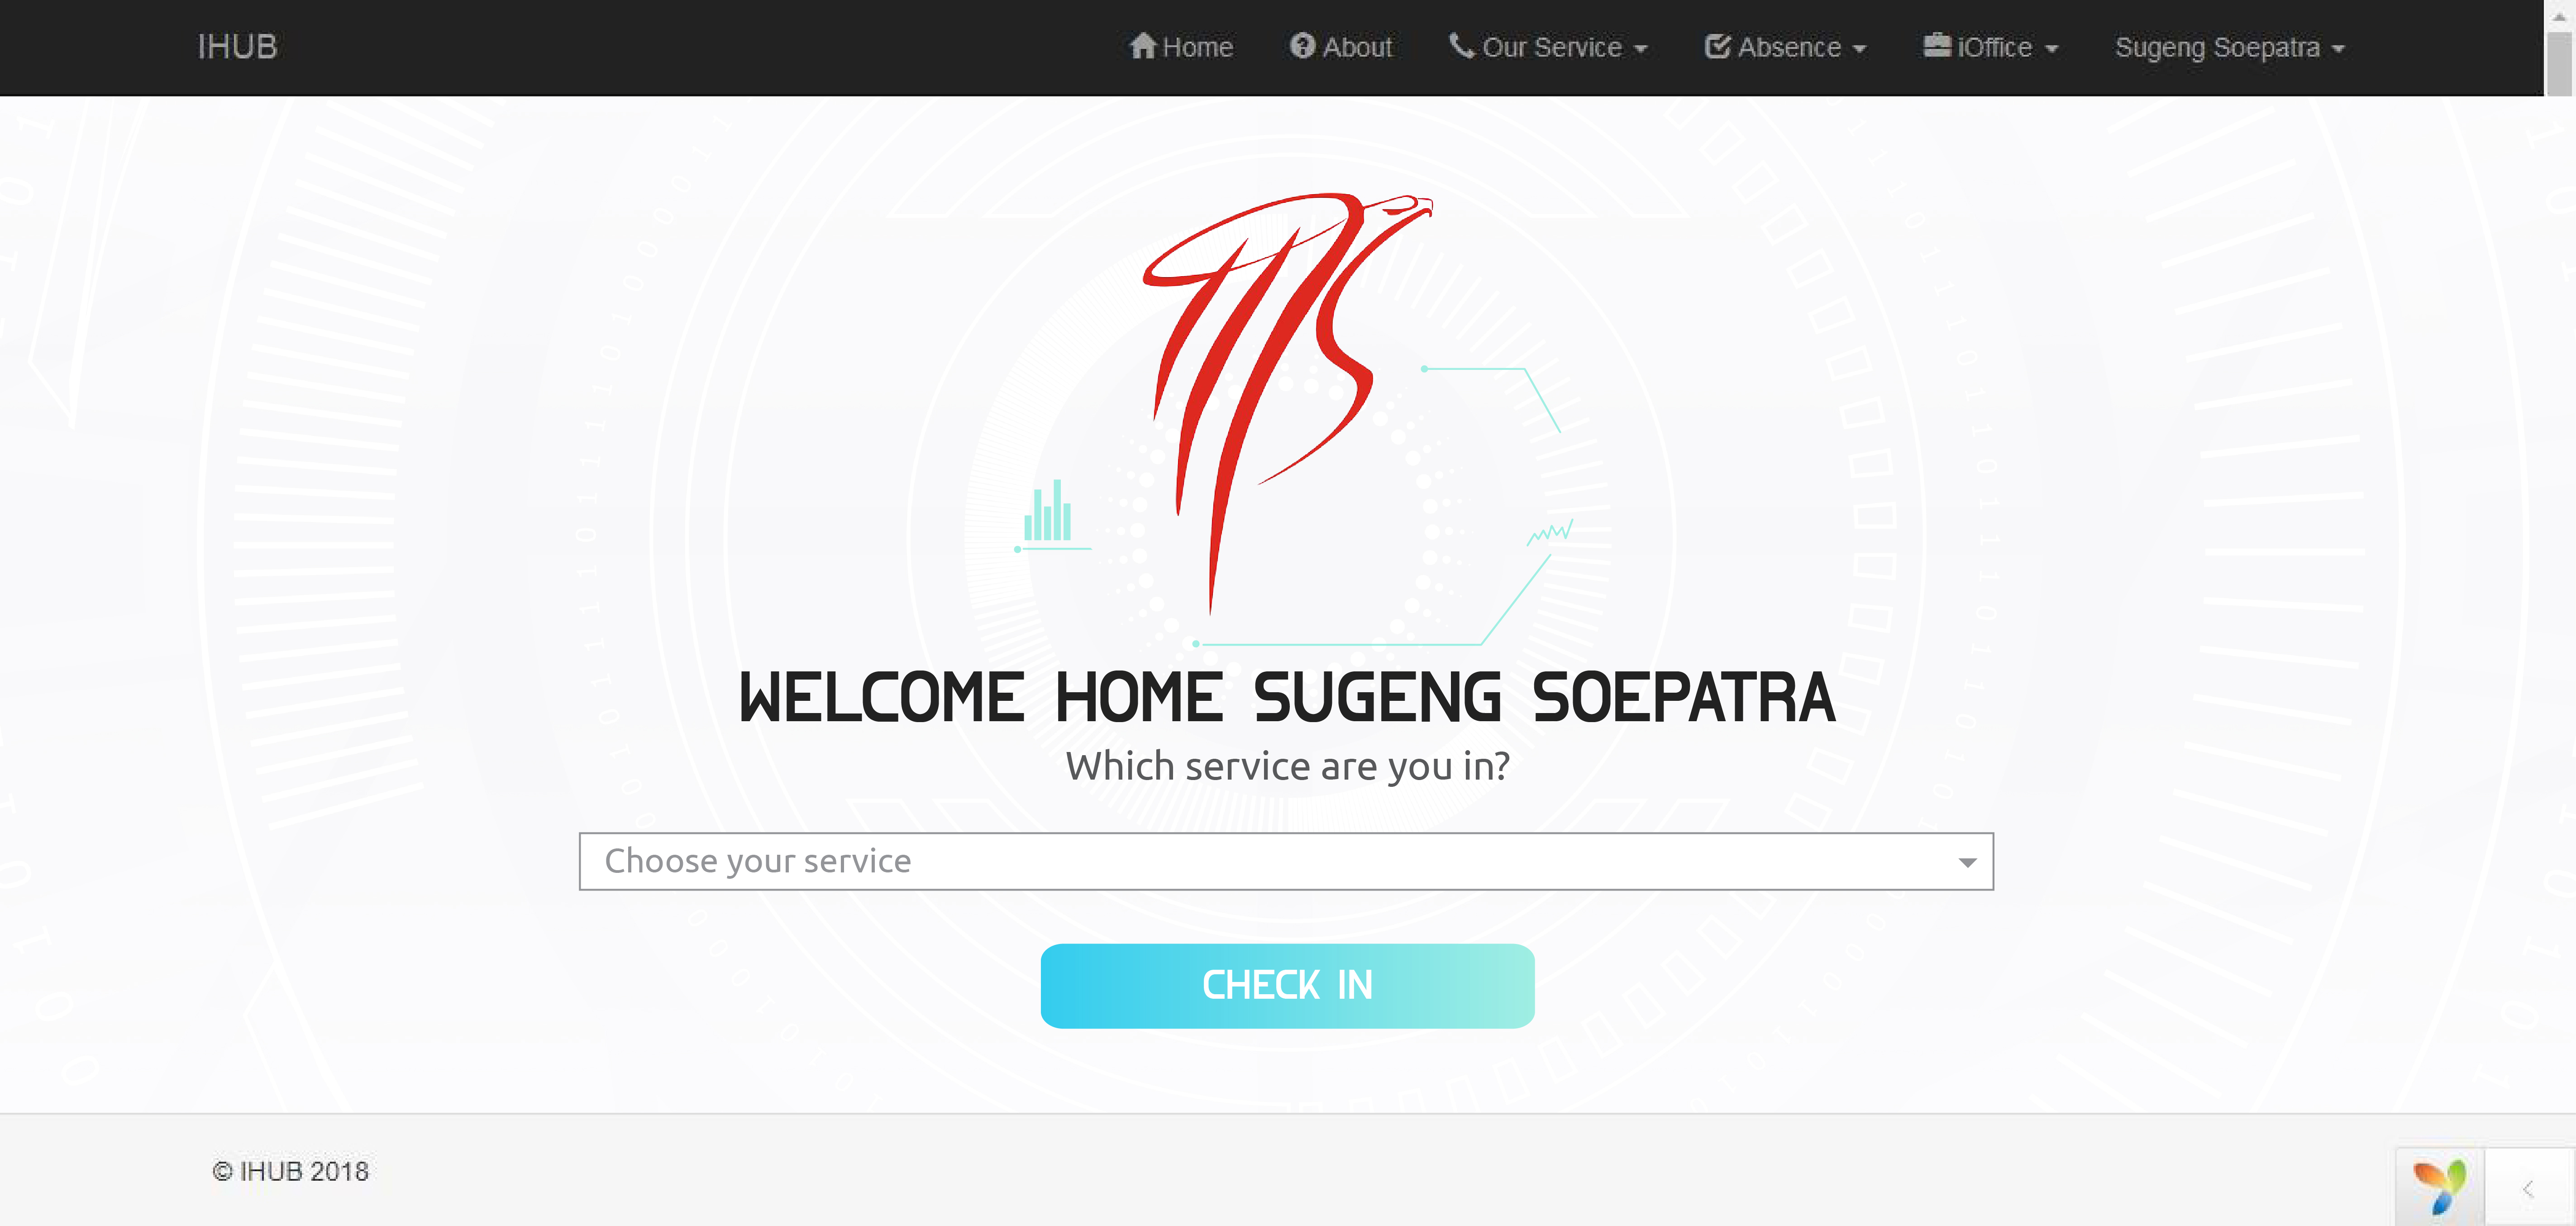 IHUB Home About Our Service Absence iOffice Sugeng Soepatra
WELCOME HOME SUGENG SOEPATRA
Which service are you in?
Choose your service
CHECK IN
© IHUB 2018